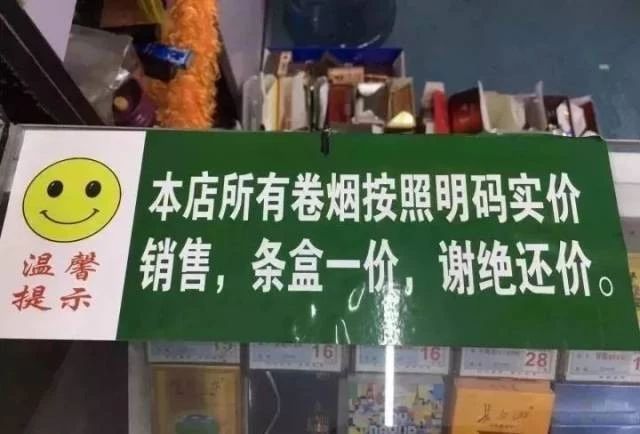 温馨
提示
本店所有卷烟按照明码实价
销售，条盒一价，谢绝还价。
16
16
28